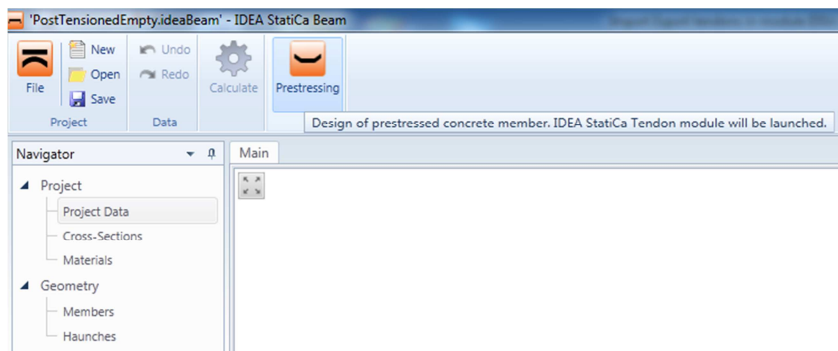 'PostTensionedEmpty.ideaBeam' - IDEA StatiCa Beam
File
New
Open
Save
Project
Undo
Redo
Data
Calculate
Prestressing
Design of prestressed concrete member. IDEA StatiCa Tendon module will be launched.
Navigator
Main
Project
Project Data
Cross-Sections
Materials
Geometry
Members
Haunches